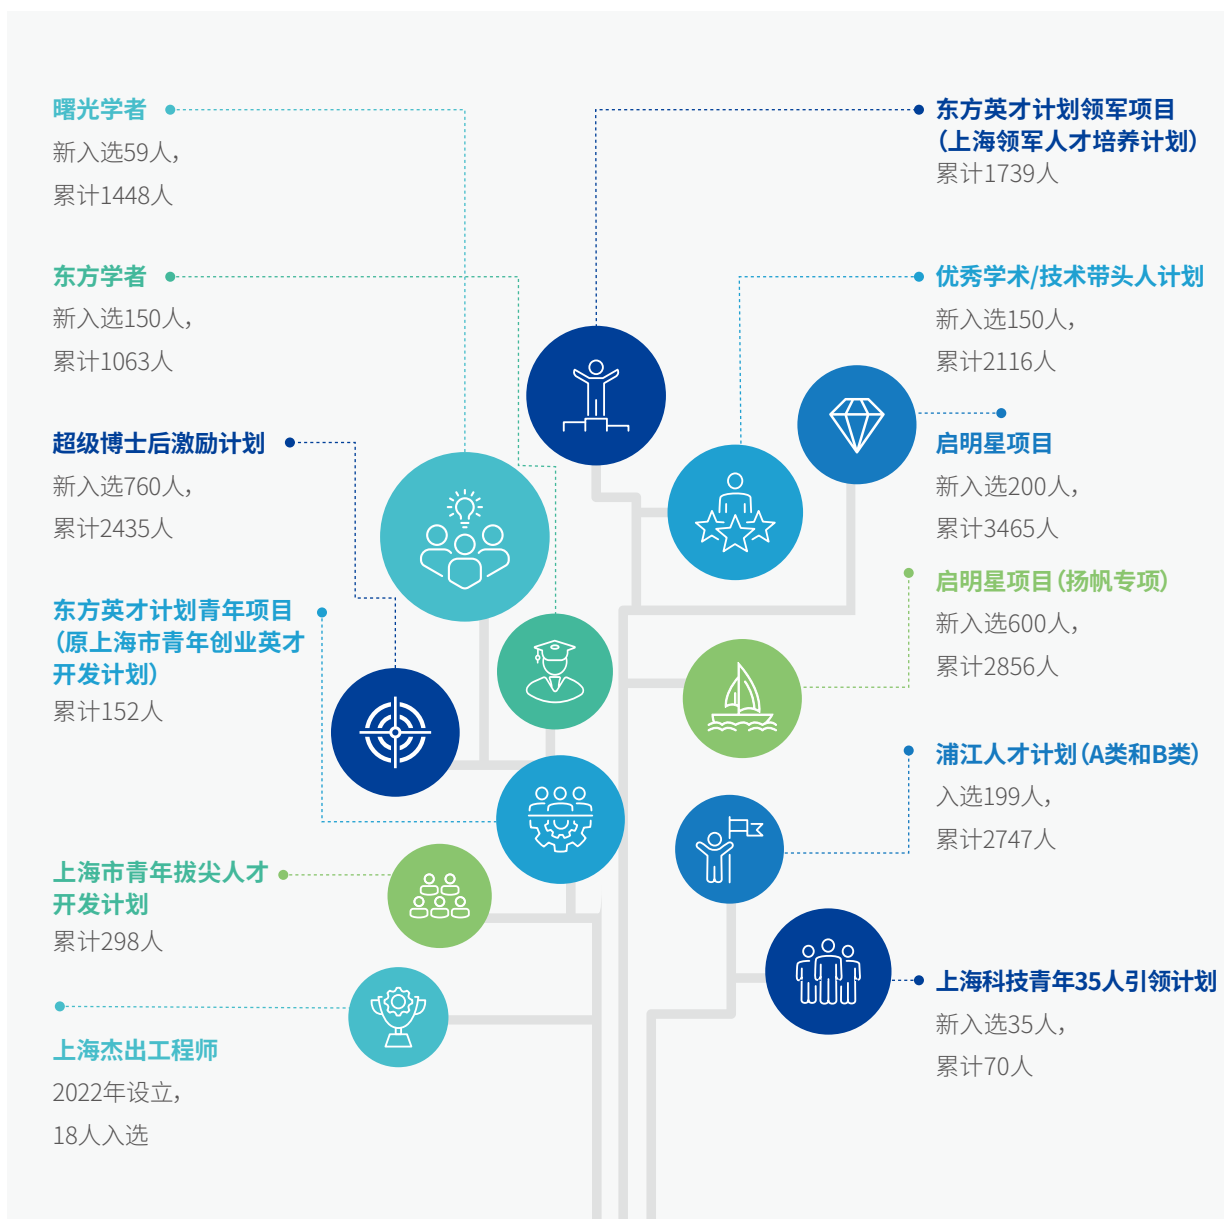 曙光学者
新入选59人，
累计1448人
东方学者
新入选150人，
累计1063人
超级博士后激励计划
新入选760人，
累计2435人
东方英才计划青年项目
（原上海市青年创业英才
开发计划）
累计152人
上海市青年拔尖人才
开发计划
累计298人
上海杰出工程师
2022年设立，
18人入选
东方英才计划领军项目
（上海领军人才培养计划）
累计1739人
优秀学术/技术带头人计划
新入选150人，
累计2116人
启明星项目
新入选200人，
累计3465人
启明星项目（扬帆专项）
新入选600人，
累计2856人
浦江人才计划（A类和B类）
入选199人，
累计2747人
上海科技青年35人引领计划
新入选35人，
累计70人